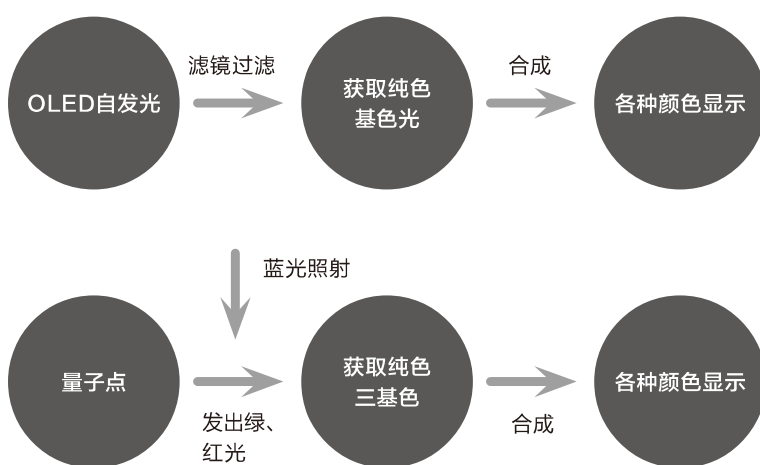 滤镜过滤
合成
OLED自发光
获取纯色
基色光
各种颜色显示
蓝光照射
量子点
获取纯色
三基色
各种颜色显示
发出绿、
红光
合成